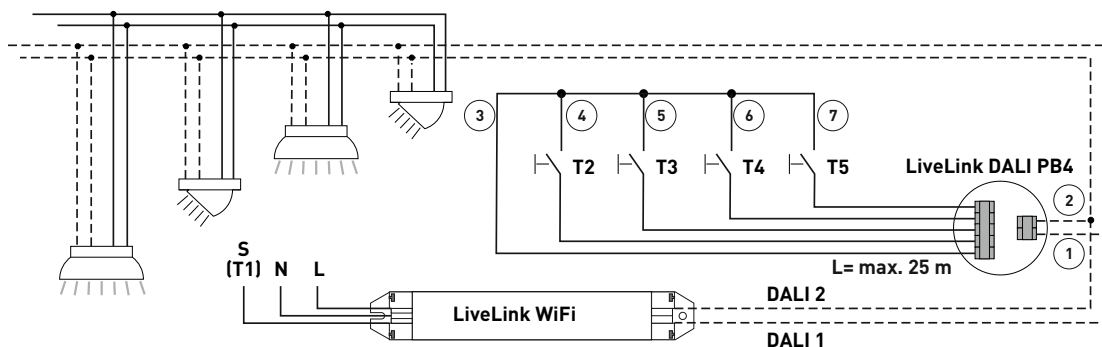 3 4 5 6 7
T2 T3 T4 T5
LiveLink DALI PB4
2
1
L= max. 25 m
S
(T1) N L
LiveLink WiFi
DALI 2
DALI 1